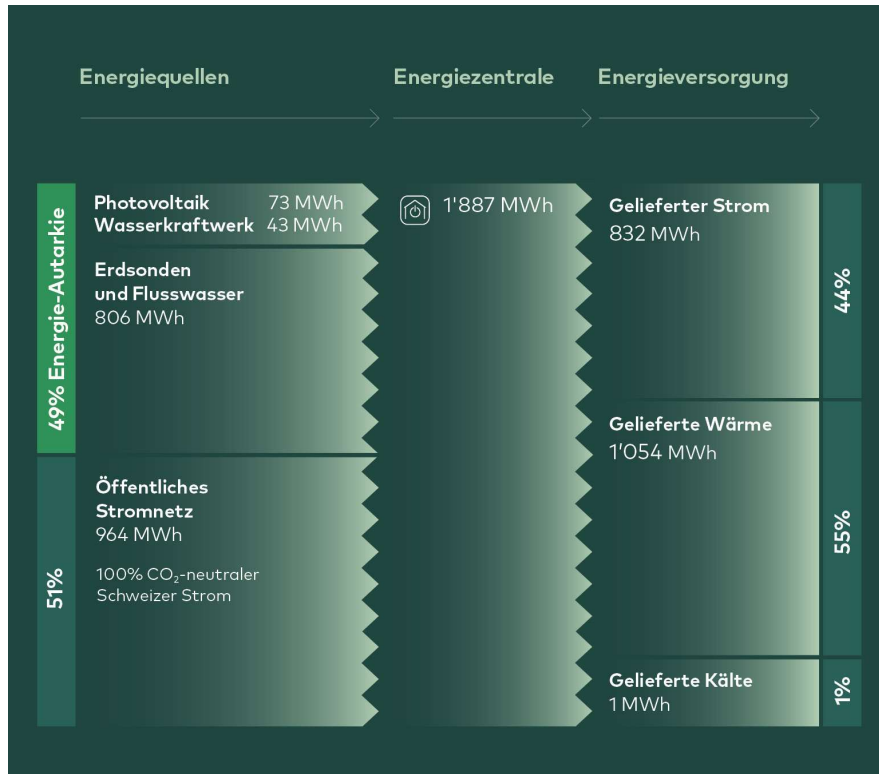 Energiequellen
Energiezentrale
Energieversorgung
49% Energie-Autarkie
Photovoltaik 73 MWh
Wasserkraftwerk 43 MWh
Erdsonden
und Flusswasser
806 MWh
51%
Öffentliches
Stromnetz
964 MWh
100% CO₂-neutraler
Schweizer Strom
1'887 MWh
Gelieferter Strom
832 MWh
44%
Gelieferte Wärme
1’054 MWh
55%
Gelieferte Kälte
1 MWh
1%